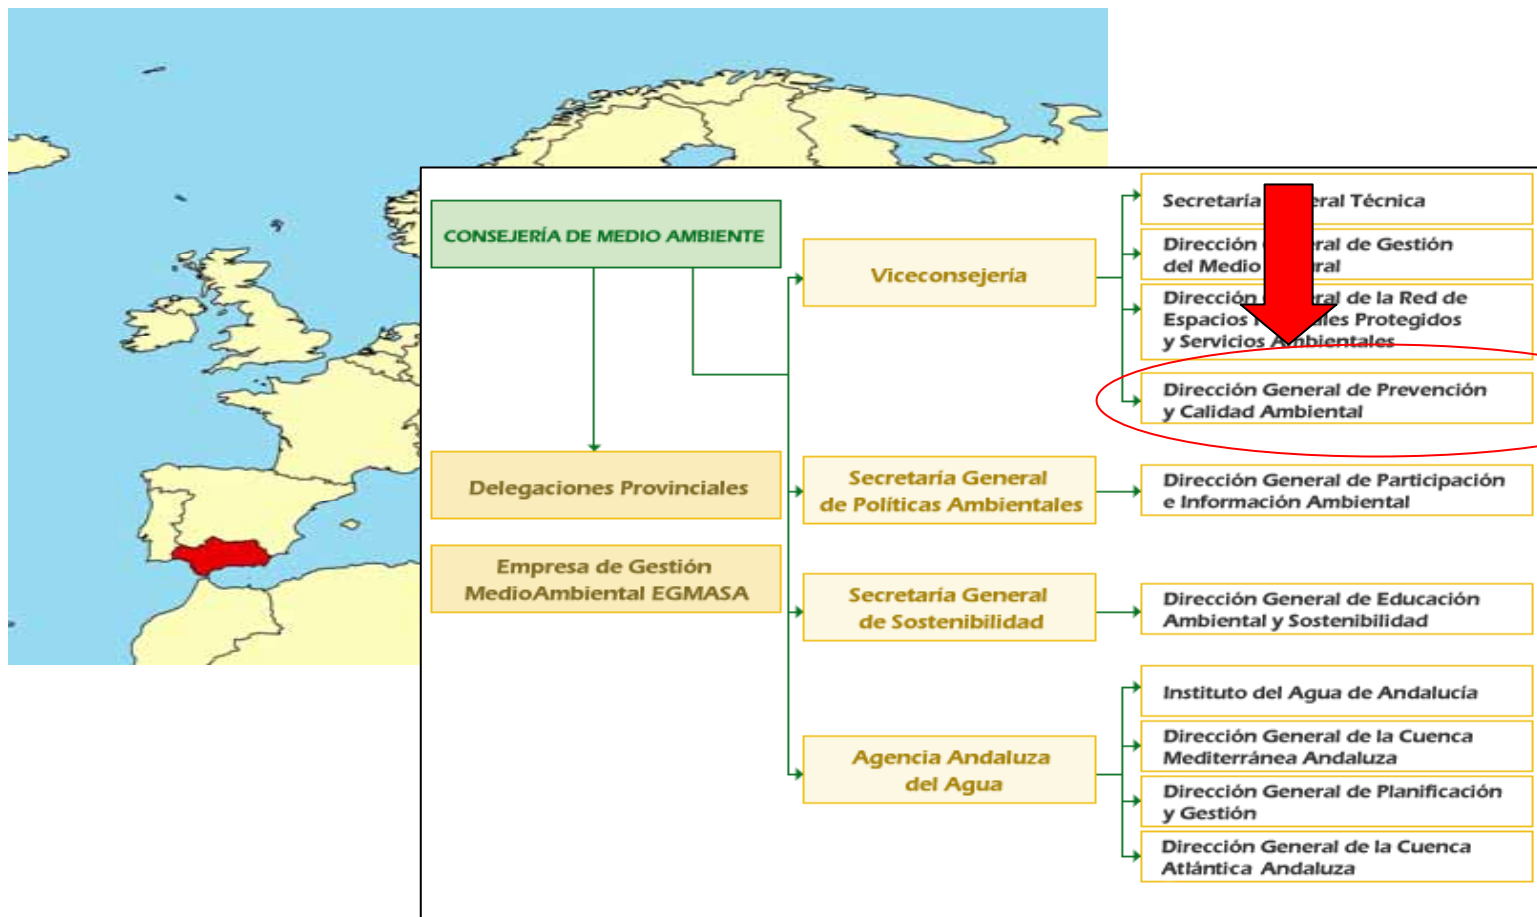 CONSEJERÍA DE MEDIO AMBIENTE
Delegaciones Provinciales
Empresa de Gestión
MedioAmbiental EGMASA
Viceconsejería
Secretaría General
de Políticas Ambientales
Secretaría General
de Sostenibilidad
Agencia Andaluza
del Agua
Secretaría eral Técnica
Dirección ral de Gestión
del Medio ral
Dirección ral de la Red de
Espacios ales Protegidos
y Servicios Ambientales
Dirección General de Prevención
y Calidad Ambiental
Dirección General de Participación
e Información Ambiental
Dirección General de Educación
Ambiental y Sostenibilidad
Instituto del Agua de Andalucía
Dirección General de la Cuenca
Mediterránea Andaluza
Dirección General de Planificación
y Gestión
Dirección General de la Cuenca
Atlántica Andaluza